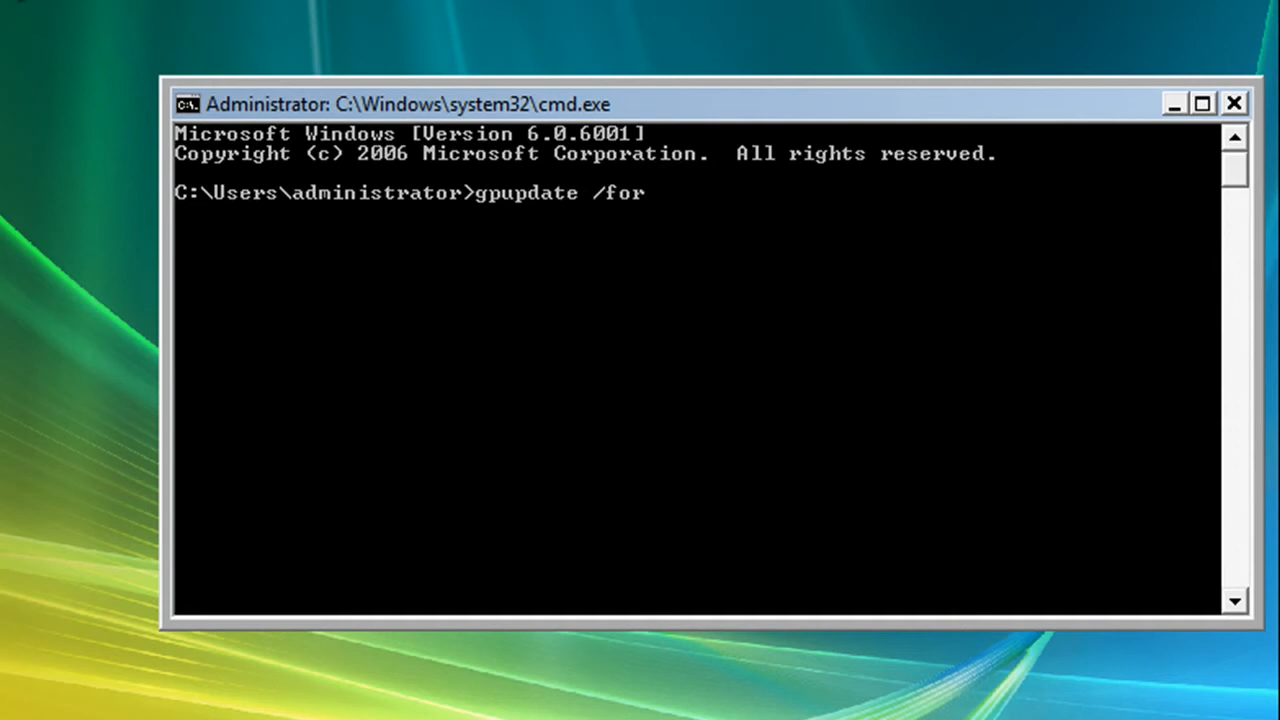 Administrator: C:\Windows\system32\cmd.exe
Microsoft Windows [Version 6.0.6001]
Copyright (c) 2006 Microsoft Corporation.  All rights reserved.
C:\Users\administrator>gpupdate /for